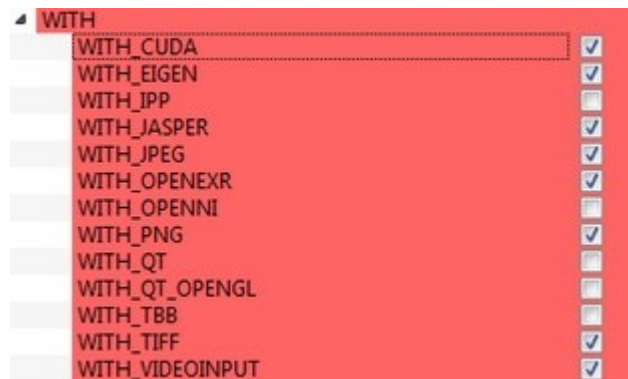 WITH
WITH_CUDA
WITH_EIGEN
WITH_IPP
WITH_JASPER
WITH_JPEG
WITH_OPENEXR
WITH_OPENNI
WITH_PNG
WITH_QT
WITH_QT_OPENGL
WITH_TBB
WITH_TIFF
WITH_VIDEOINPUT